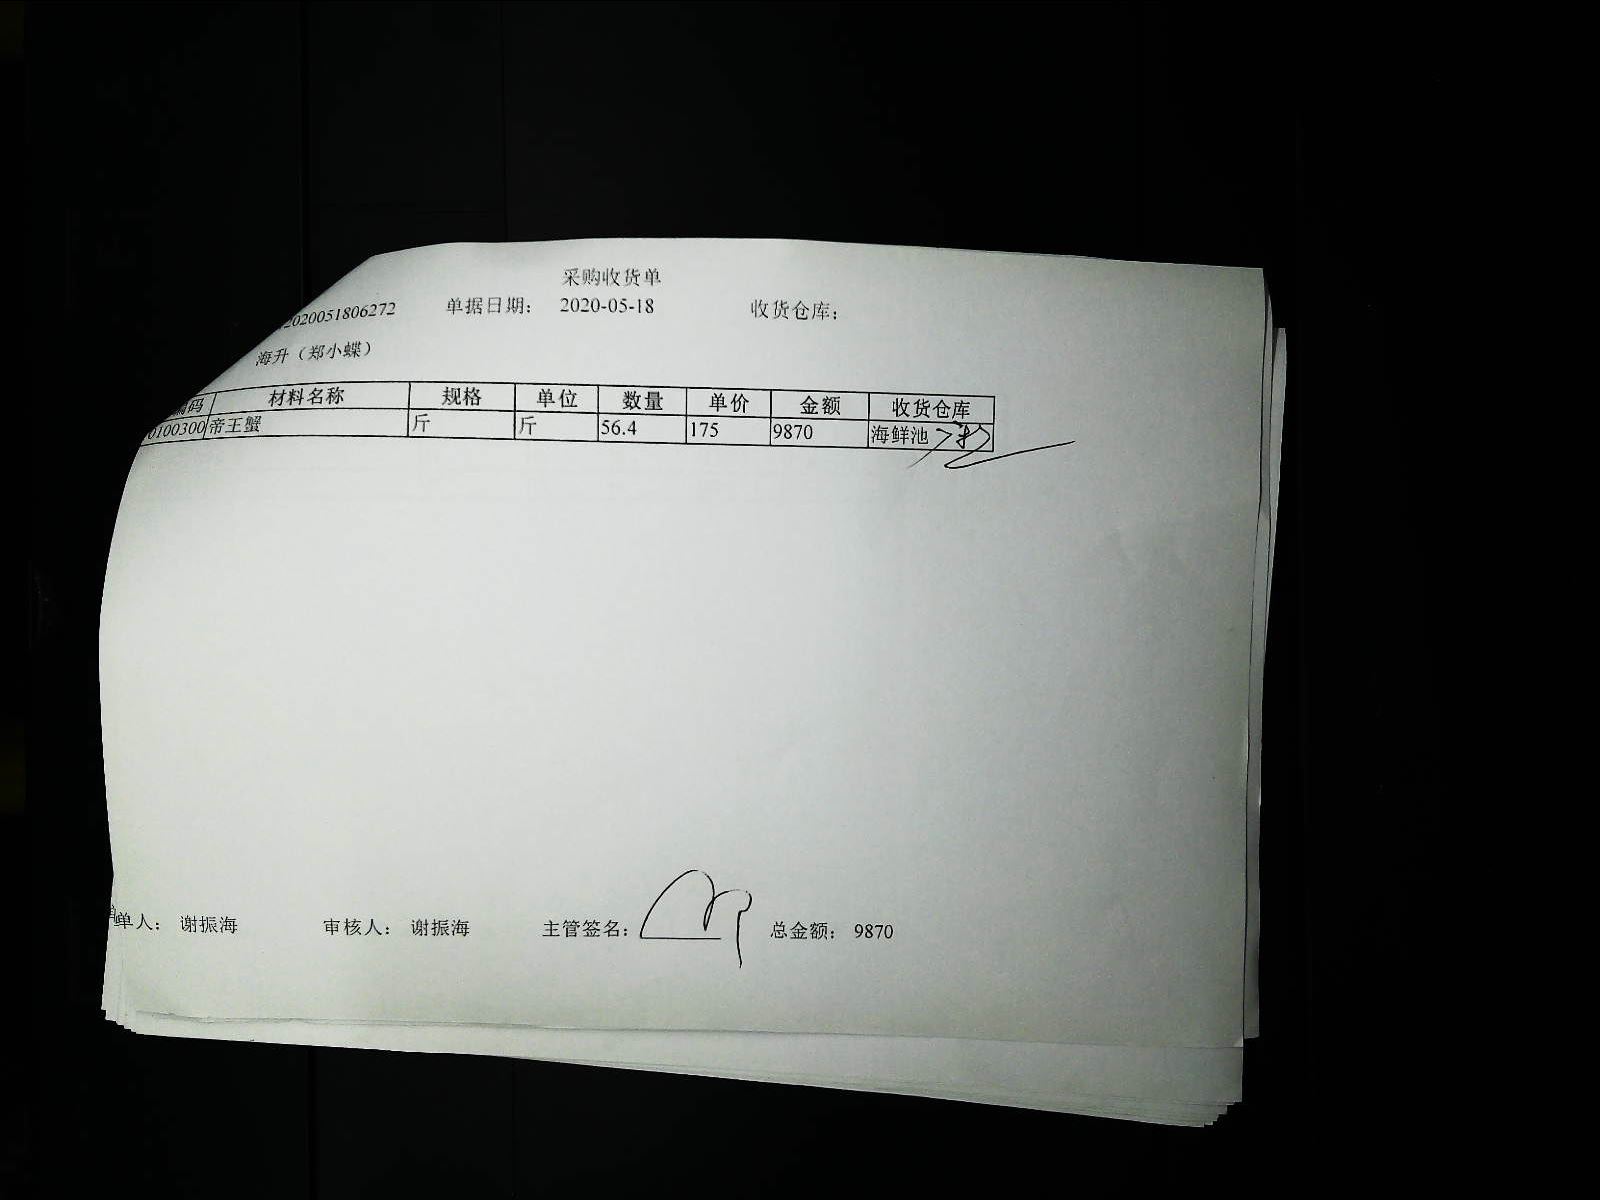 采购收货单
2020051806272 单据日期： 2020-05-18 收货仓库：
海升（郑小蝶）
编码 材料名称 规格 单位 数量 单价 金额 收货仓库
0100300 帝王蟹 斤 斤 56.4 175 9870 海鲜池
单人： 谢振海 审核人： 谢振海 主管签名： 总金额： 9870